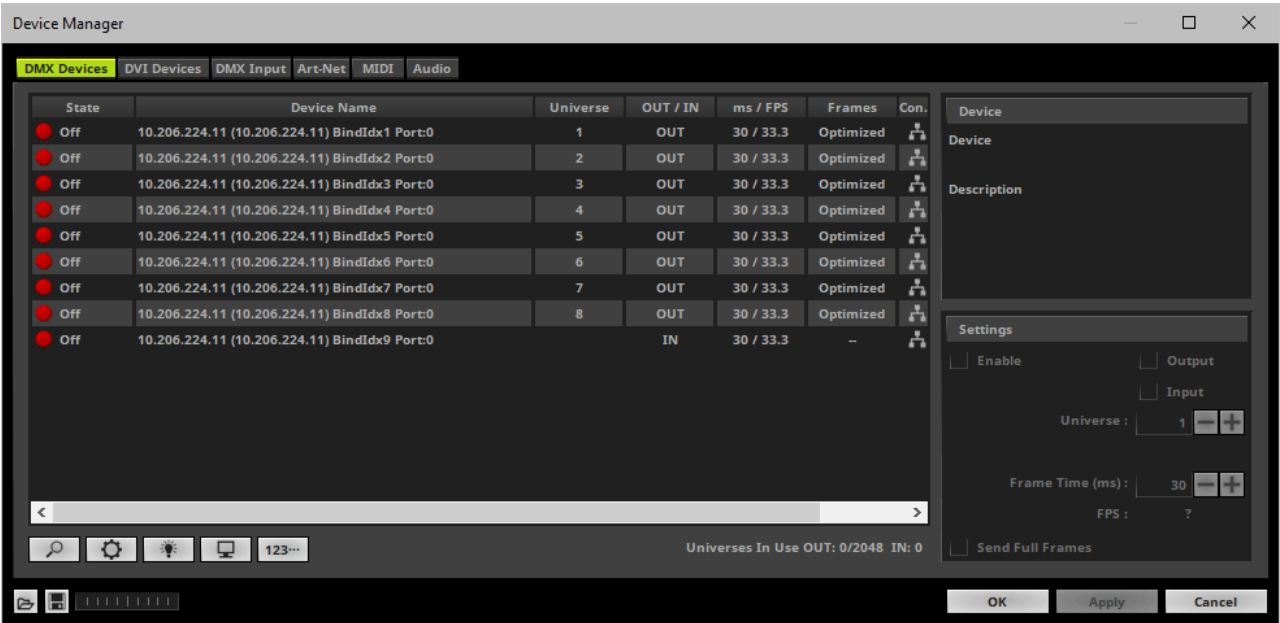 Device Manager
DMX Devices DVI Devices DMX Input Art-Net MIDI Audio
State Device Name Universe OUT / IN ms / FPS Frames Con.
Off 10.206.224.11 (10.206.224.11) BindIdx1 Port:0 1 OUT 30 / 33.3 Optimized
Off 10.206.224.11 (10.206.224.11) BindIdx2 Port:0 2 OUT 30 / 33.3 Optimized
Off 10.206.224.11 (10.206.224.11) BindIdx3 Port:0 3 OUT 30 / 33.3 Optimized
Off 10.206.224.11 (10.206.224.11) BindIdx4 Port:0 4 OUT 30 / 33.3 Optimized
Off 10.206.224.11 (10.206.224.11) BindIdx5 Port:0 5 OUT 30 / 33.3 Optimized
Off 10.206.224.11 (10.206.224.11) BindIdx6 Port:0 6 OUT 30 / 33.3 Optimized
Off 10.206.224.11 (10.206.224.11) BindIdx7 Port:0 7 OUT 30 / 33.3 Optimized
Off 10.206.224.11 (10.206.224.11) BindIdx8 Port:0 8 OUT 30 / 33.3 Optimized
Off 10.206.224.11 (10.206.224.11) BindIdx9 Port:0 IN 30 / 33.3 --
123...
Universes In Use OUT: 0/2048 IN: 0
Device
Device
Description
Settings
Enable Output
Input
Universe : 1
Frame Time (ms) : 30
FPS : ?
Send Full Frames
OK Apply Cancel